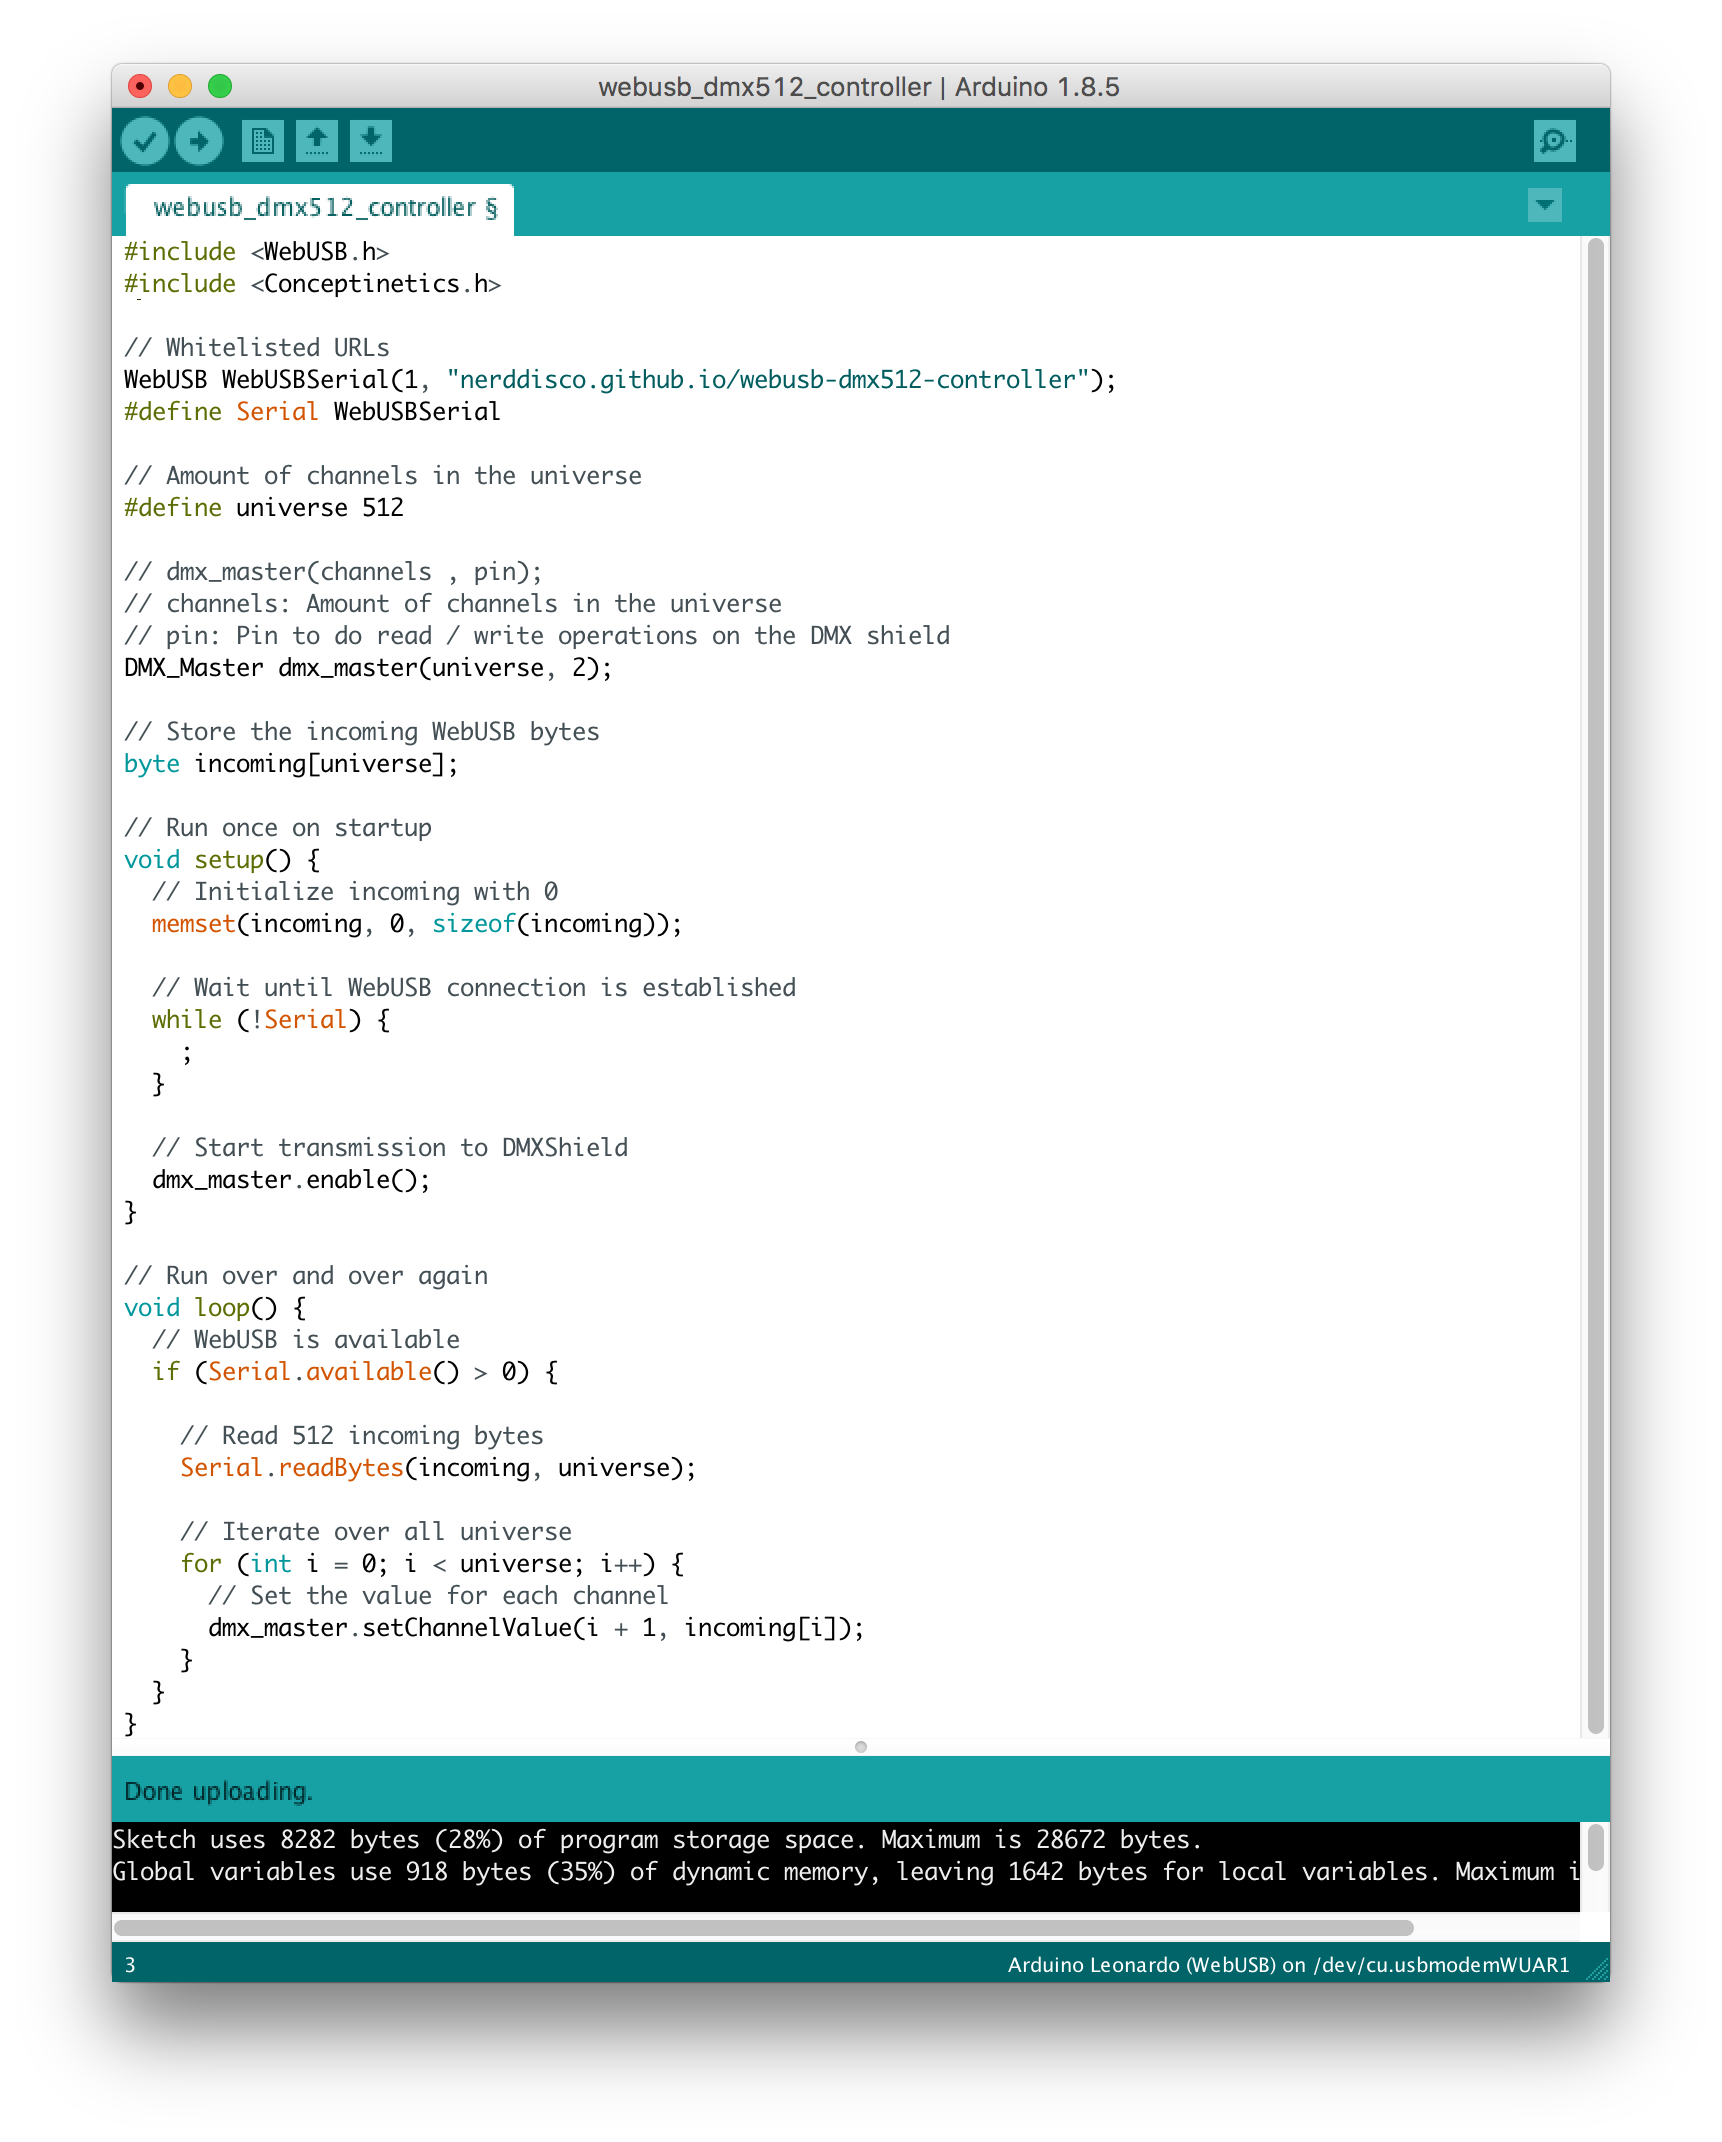 webusb_dmx512_controller | Arduino 1.8.5
webusb_dmx512_controller §
#include <WebUSB.h>
#include <Conceptinetics.h>

// Whitelisted URLs
WebUSB WebUSBSerial(1, "nerddisco.github.io/webusb-dmx512-controller");
#define Serial WebUSBSerial

// Amount of channels in the universe
#define universe 512

// dmx_master(channels , pin);
// channels: Amount of channels in the universe
// pin: Pin to do read / write operations on the DMX shield
DMX_Master dmx_master(universe, 2);

// Store the incoming WebUSB bytes
byte incoming[universe];

// Run once on startup
void setup() {
  // Initialize incoming with 0
  memset(incoming, 0, sizeof(incoming));

  // Wait until WebUSB connection is established
  while (!Serial) {
    ;
  }

  // Start transmission to DMXShield
  dmx_master.enable();
}

// Run over and over again
void loop() {
  // WebUSB is available
  if (Serial.available() > 0) {

    // Read 512 incoming bytes
    Serial.readBytes(incoming, universe);

    // Iterate over all universe
    for (int i = 0; i < universe; i++) {
      // Set the value for each channel
      dmx_master.setChannelValue(i + 1, incoming[i]);
    }
  }
}
Done uploading.
Sketch uses 8282 bytes (28%) of program storage space. Maximum is 28672 bytes.
Global variables use 918 bytes (35%) of dynamic memory, leaving 1642 bytes for local variables. Maximum i
3
Arduino Leonardo (WebUSB) on /dev/cu.usbmodemWUAR1